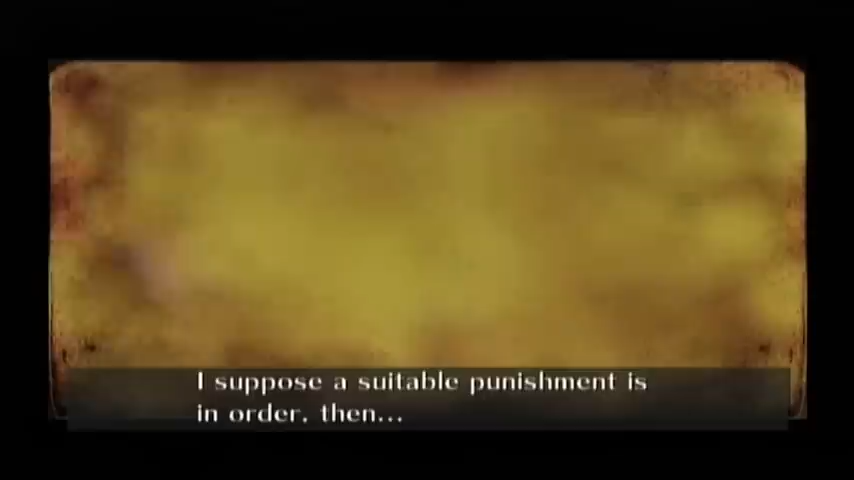 I suppose a suitable punishment is
in order, then...